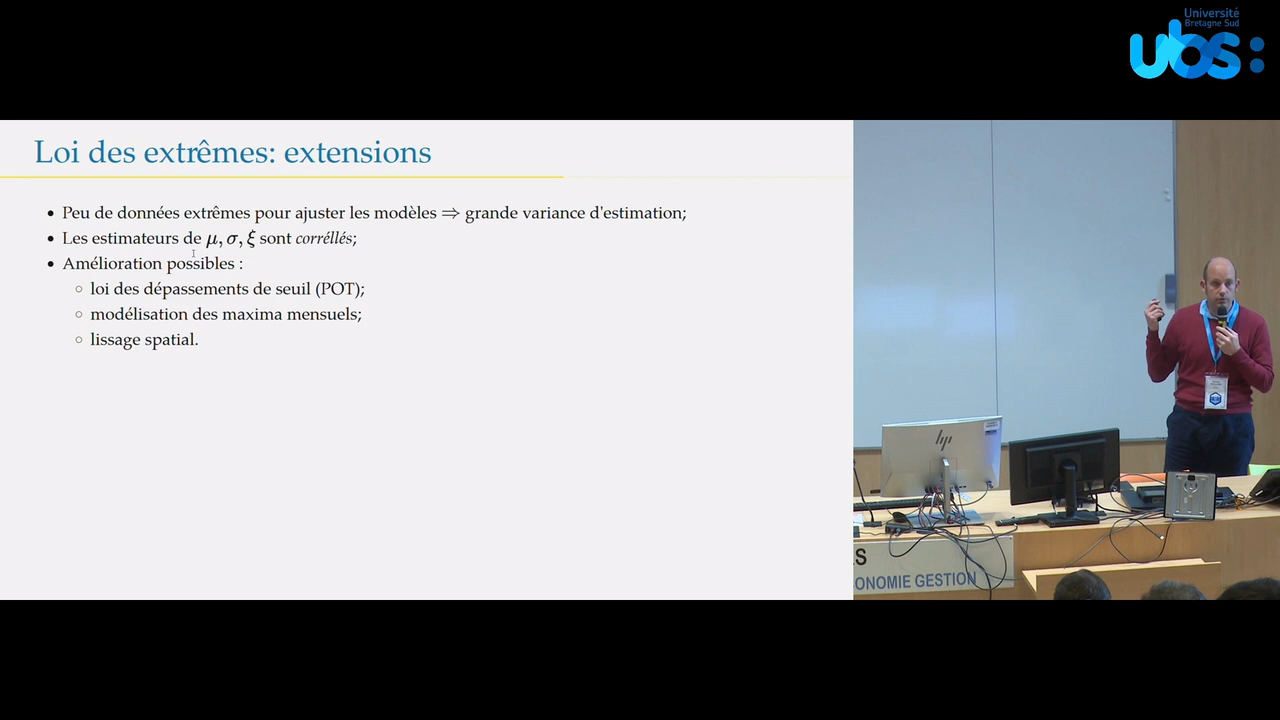 Université
Bretagne Sud
ubs:
Loi des extrêmes: extensions
• Peu de données extrêmes pour ajuster les modèles ⇒ grande variance d'estimation;
• Les estimateurs de μ, σ, ξ sont corréllés;
• Amélioration possibles :
○ loi des dépassements de seuil (POT);
○ modélisation des maxima mensuels;
○ lissage spatial.
hp
S
ONOMIE GESTION